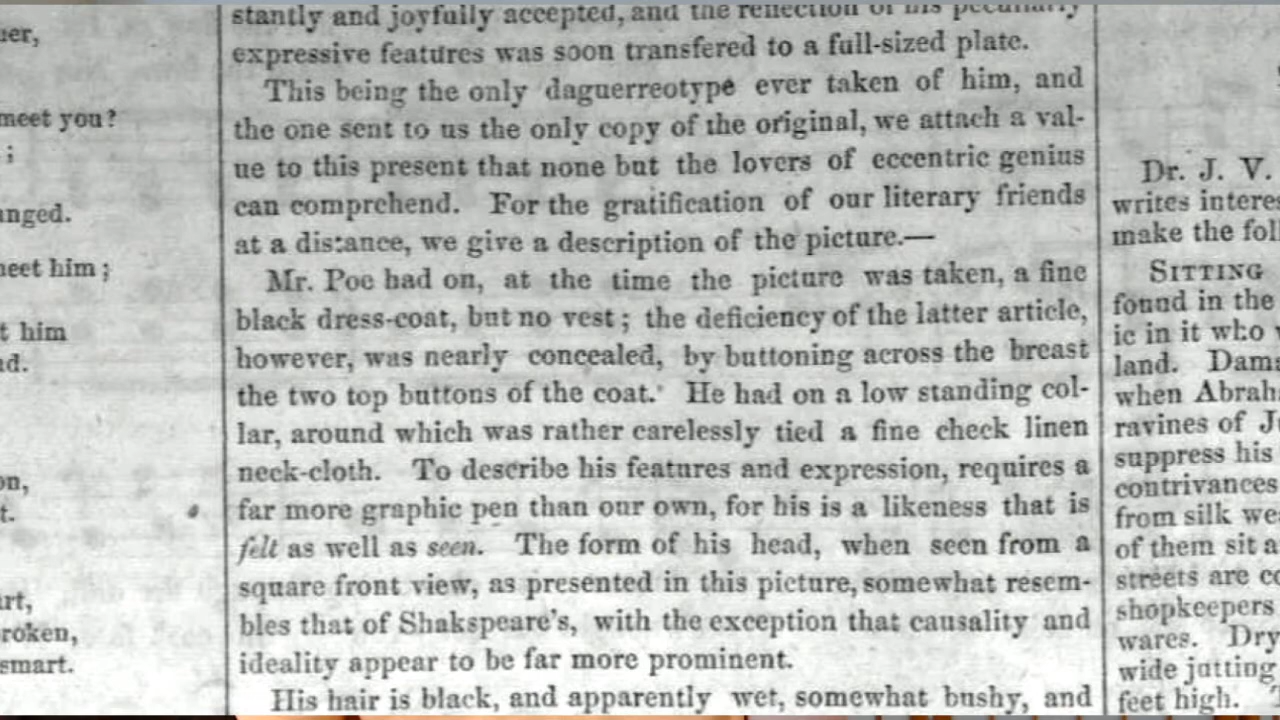 uer,
meet you?
;
anged.
neet him;
t him
d.
on,
t.
art,
roken,
smart.
stantly and joyfully accepted, and the reflection of his peculiarly
expressive features was soon transfered to a full-sized plate.
This being the only daguerreotype ever taken of him, and
the one sent to us the only copy of the original, we attach a val-
ue to this present that none but the lovers of eccentric genius
can comprehend. For the gratification of our literary friends
at a distance, we give a description of the picture.—
Mr. Poe had on, at the time the picture was taken, a fine
black dress-coat, but no vest; the deficiency of the latter article,
however, was nearly concealed, by buttoning across the breast
the two top buttons of the coat. He had on a low standing col-
lar, around which was rather carelessly tied a fine check linen
neck-cloth. To describe his features and expression, requires a
far more graphic pen than our own, for his is a likeness that is
felt as well as seen. The form of his head, when seen from a
square front view, as presented in this picture, somewhat resem-
bles that of Shakspeare's, with the exception that causality and
ideality appear to be far more prominent.
His hair is black, and apparently wet, somewhat bushy, and
Dr. J. V.
writes interes
make the foll
SITTING
found in the
ic in it who
land. Dama
when Abraha
ravines of Ju
suppress his
contrivances
from silk we
of them sit a
streets are co
shopkeepers
wares. Dry
wide jutting
feet high.